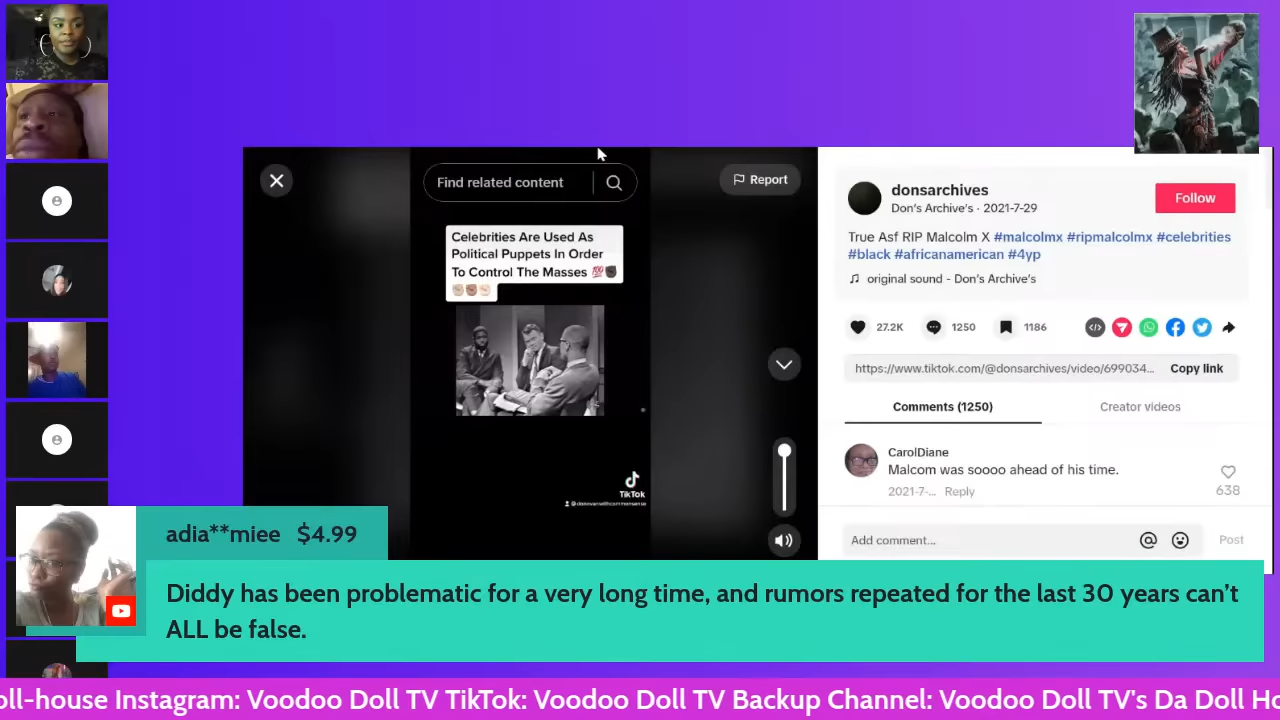 Find related content
Report
Celebrities Are Used As
Political Puppets In Order
To Control The Masses 💯✊🏿
✊🏼✊🏽✊🏻
TikTok
donsarchives
Don's Archive's · 2021-7-29
Follow
True Asf RIP Malcolm X #malcolmx #ripmalcolmx #celebrities
#black #africanamerican #4yp
original sound - Don's Archive's
27.2K
1250
1186
https://www.tiktok.com/@donsarchives/video/699034...
Copy link
Comments (1250)
Creator videos
CarolDiane
Malcom was soooo ahead of his time.
2021-7-... Reply
638
Add comment...
Post
adia**miee $4.99
Diddy has been problematic for a very long time, and rumors repeated for the last 30 years can't
ALL be false.
oll-house Instagram: Voodoo Doll TV TikTok: Voodoo Doll TV Backup Channel: Voodoo Doll TV's Da Doll Ho